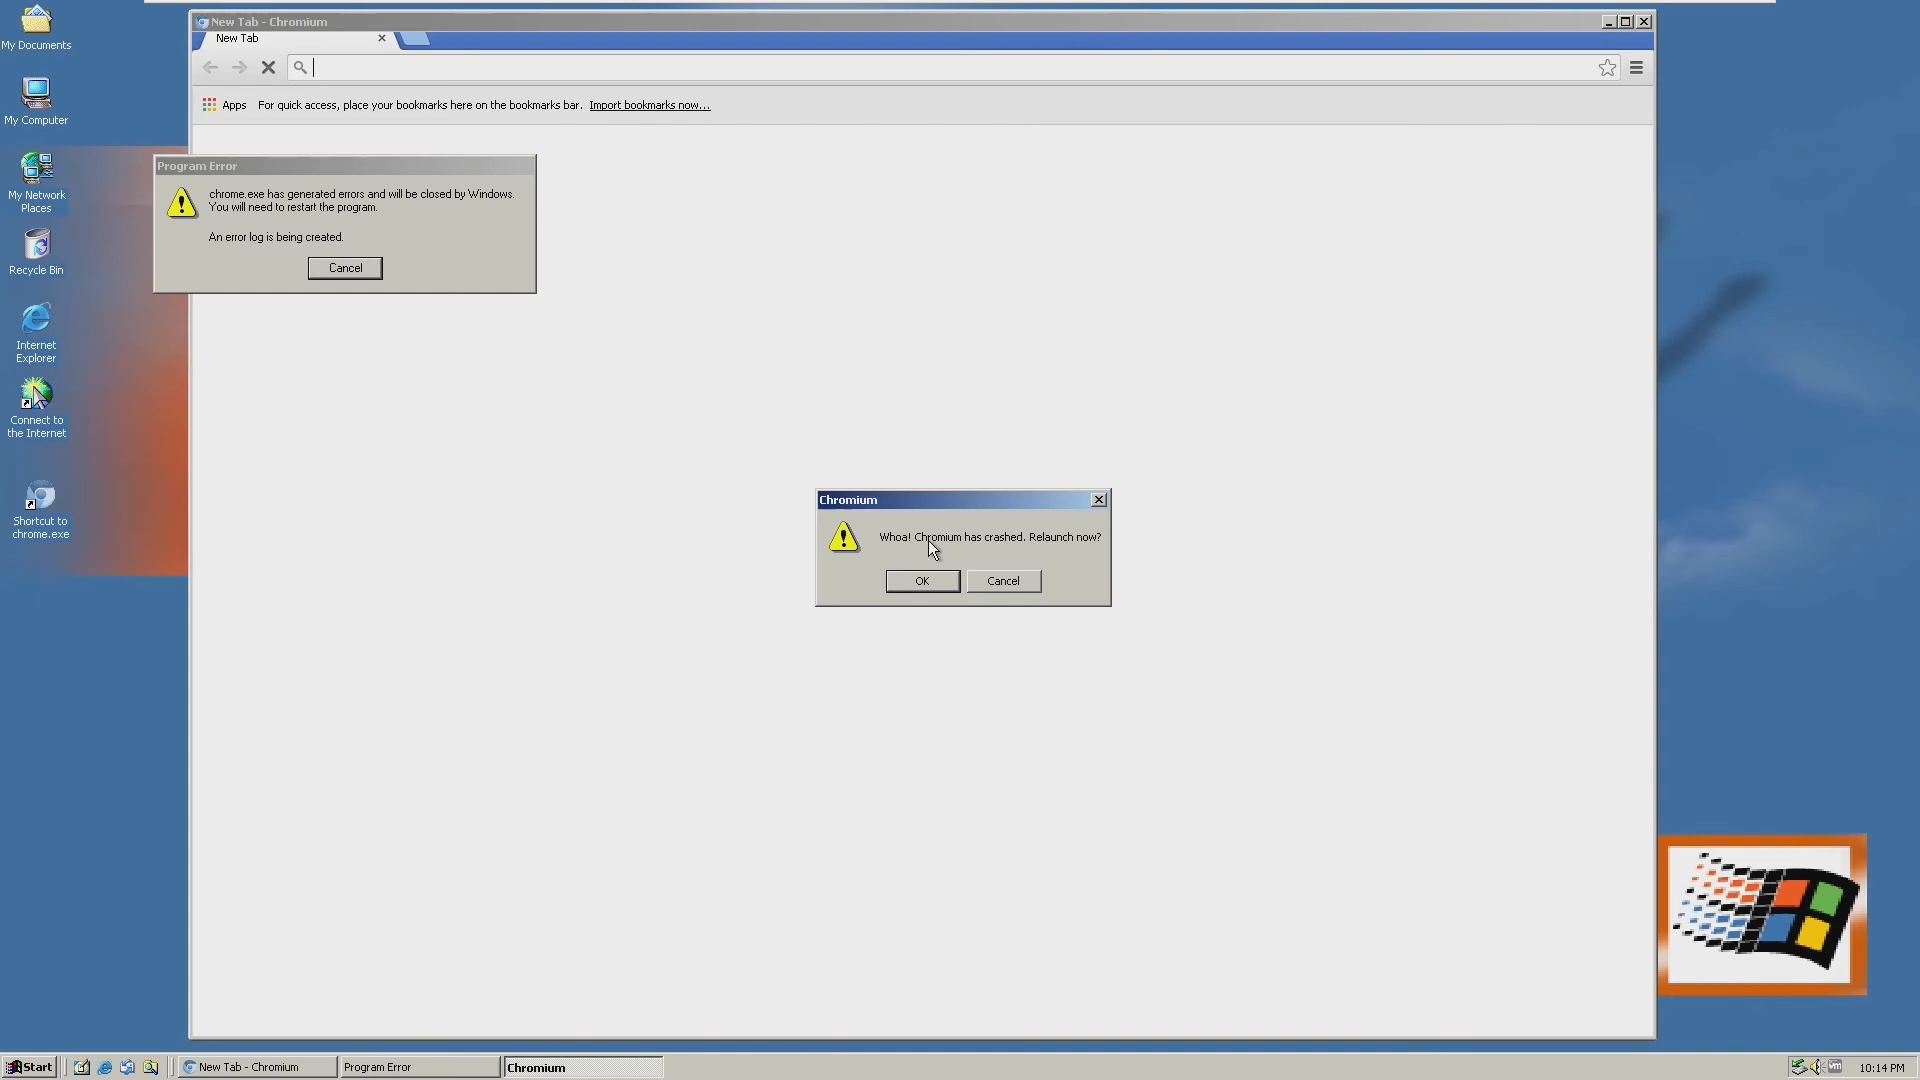 My Documents
My Computer
My Network
Places
Recycle Bin
Internet
Explorer
Connect to
the Internet
Shortcut to
chrome.exe
New Tab - Chromium
New Tab
Apps
For quick access, place your bookmarks here on the bookmarks bar. Import bookmarks now...
Program Error
chrome.exe has generated errors and will be closed by Windows.
You will need to restart the program.
An error log is being created.
Cancel
Chromium
Whoa! Chromium has crashed. Relaunch now?
OK
Cancel
Start
New Tab - Chromium
Program Error
Chromium
vm
10:14 PM